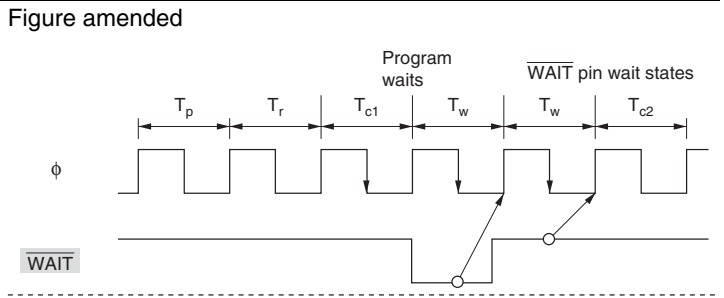 Figure amended
Program
waits
WAIT pin wait states
Tp Tr Tc1 Tw Tw Tc2
ϕ
WAIT